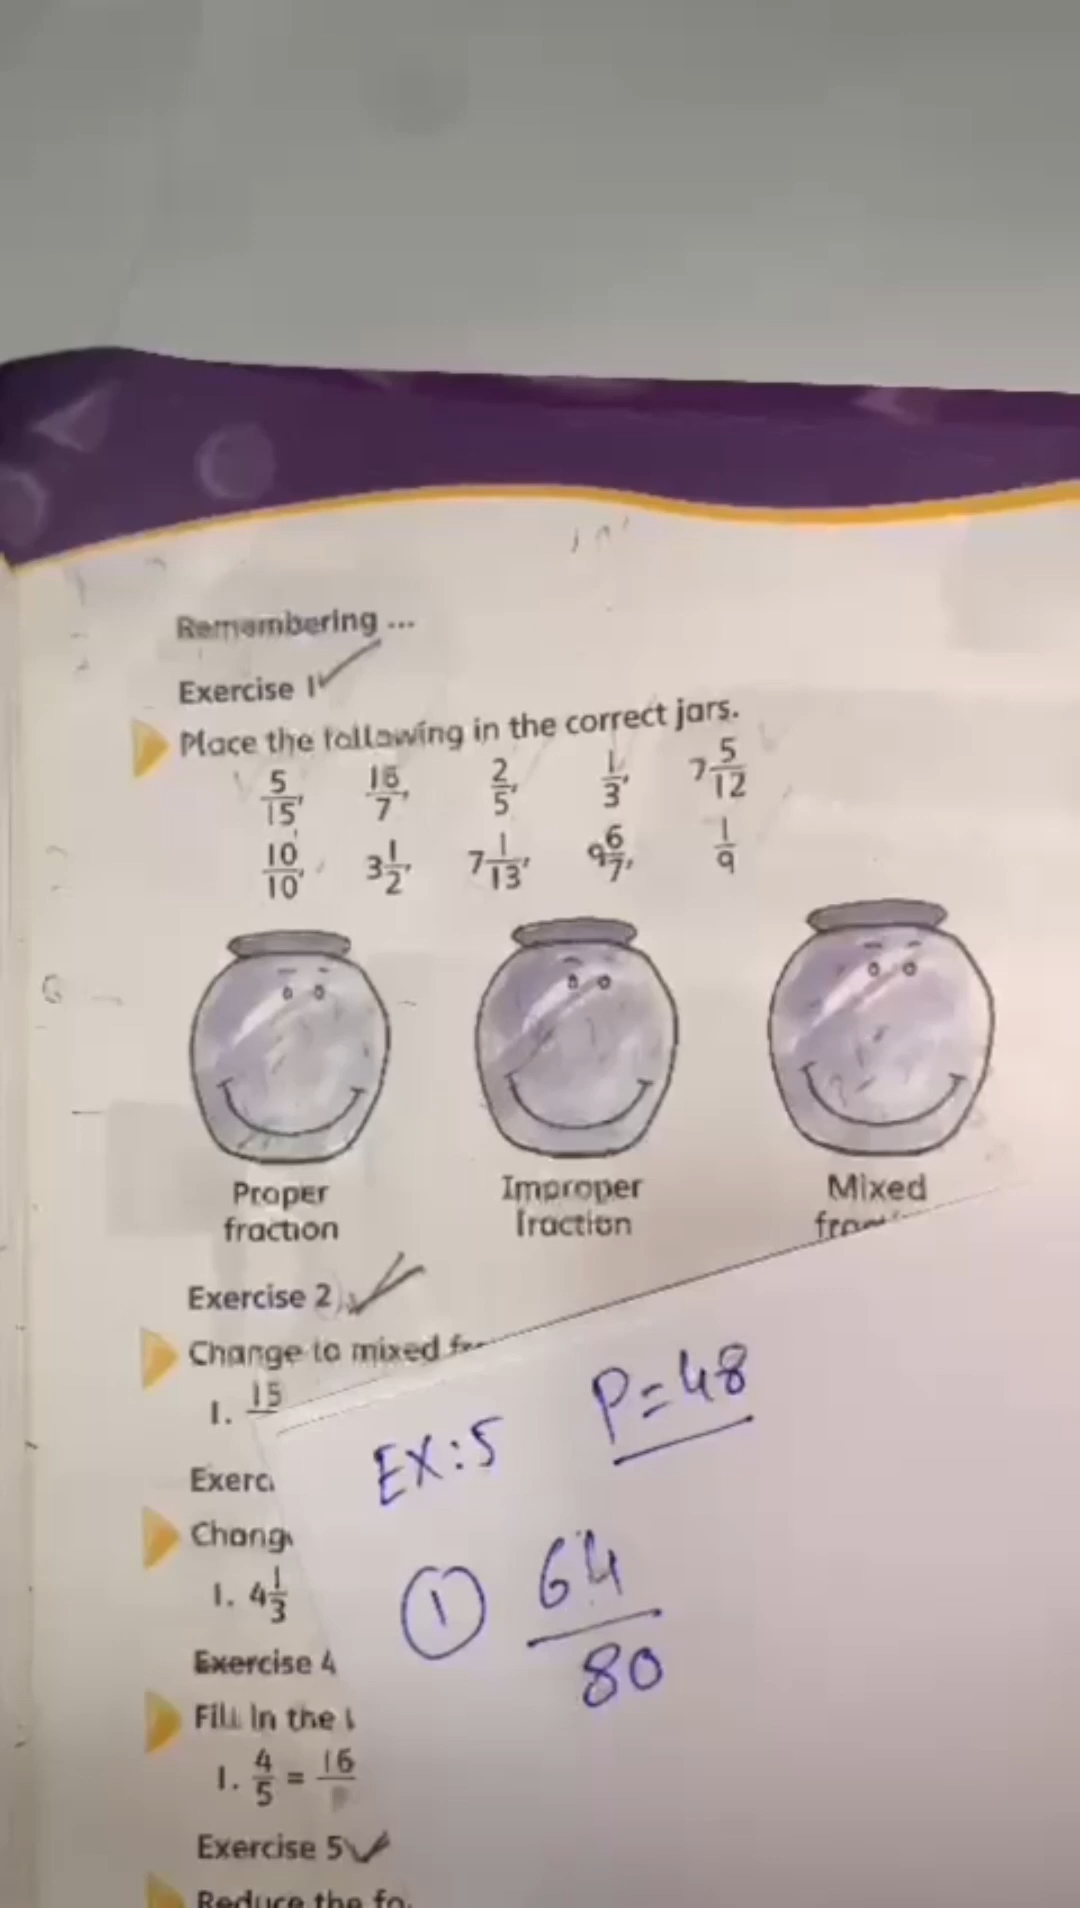 Remembering ...
Exercise 1
Place the following in the correct jars.
5/15, 16/7, 2/5, 1/3, 7 5/12
10/10, 3 1/2, 7 1/13, 9 6/7, 1/9
Proper fraction
Improper fraction
Mixed
Exercise 2
Change to mixed
1. 15
EX:5 P=48
Exerc
Chang
1. 4 1/3
① 64/80
Exercise 4
Fill in the
1. 4/5 = 16
Exercise 5
Reduce the fo